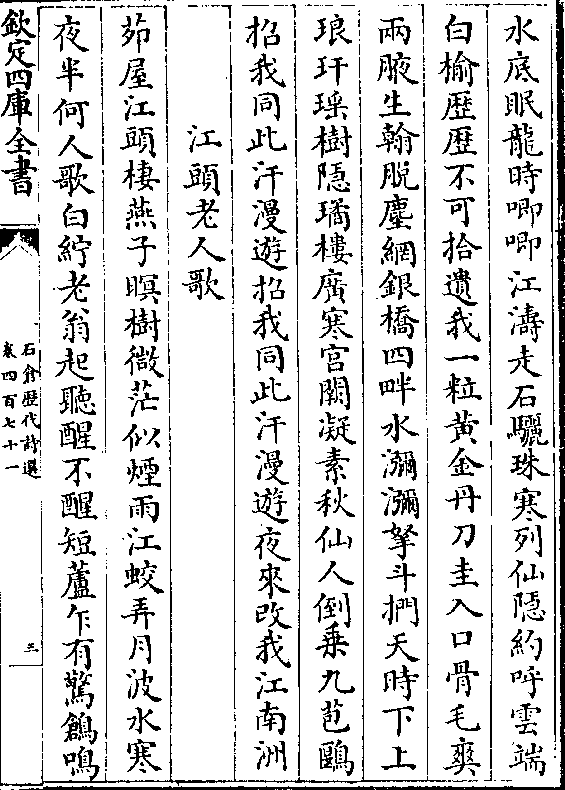 水底眠龍時唧唧江濤走石驪珠寒列仙隠約呼雲端
白榆歴歴不可拾遺我一粒黄金丹刀圭入口骨毛爽
兩腋生翰脱塵網銀橋四畔水瀰瀰拏斗捫天時下上
琅玕瑶樹隠璚樓廣寒宫闕凝素秋仙人倒乗九苞鷗
招我同此汗漫遊招我同此汗漫遊夜來改我江南洲
江頭老人歌
茆屋江頭棲燕子暝樹微茫似煙雨江蛟弄月波水寒
夜半何人歌白紵老翁起聽醒不醒短蘆乍有驚鶬鳴
欽定四庫全書
石倉歴代詩選
卷四百七十一
三